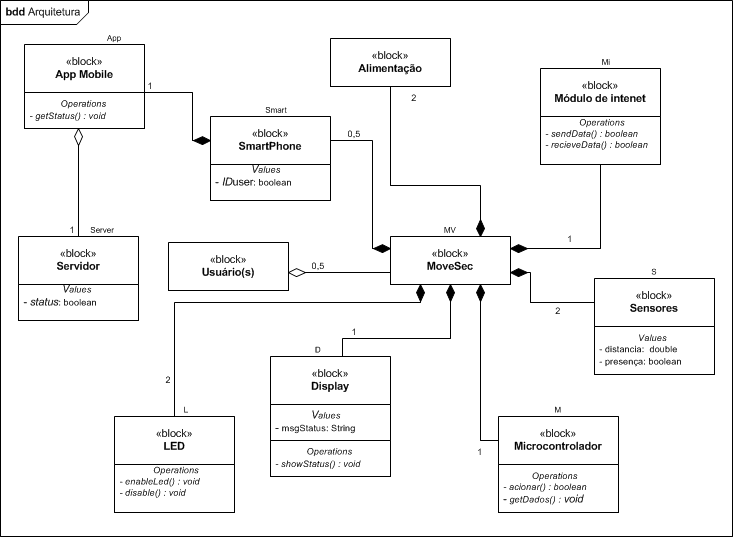 bdd Arquitetura
App
«block»
App Mobile
Operations
- getStatus() : void
1
Smart
«block»
SmartPhone
Values
- IDuser: boolean
0,5
«block»
Alimentação
2
Mi
«block»
Módulo de intenet
Operations
- sendData() : boolean
- recieveData() : boolean
1
1
Server
«block»
Servidor
Values
- status: boolean
«block»
Usuário(s)
0,5
MV
«block»
MoveSec
S
«block»
Sensores
Values
- distancia: double
- presença: boolean
2
2
L
«block»
LED
Operations
- enableLed() : void
- disable() : void
1
D
«block»
Display
Values
- msgStatus: String
Operations
- showStatus() : void
1
M
«block»
Microcontrolador
Operations
- acionar() : boolean
- getDados() : void